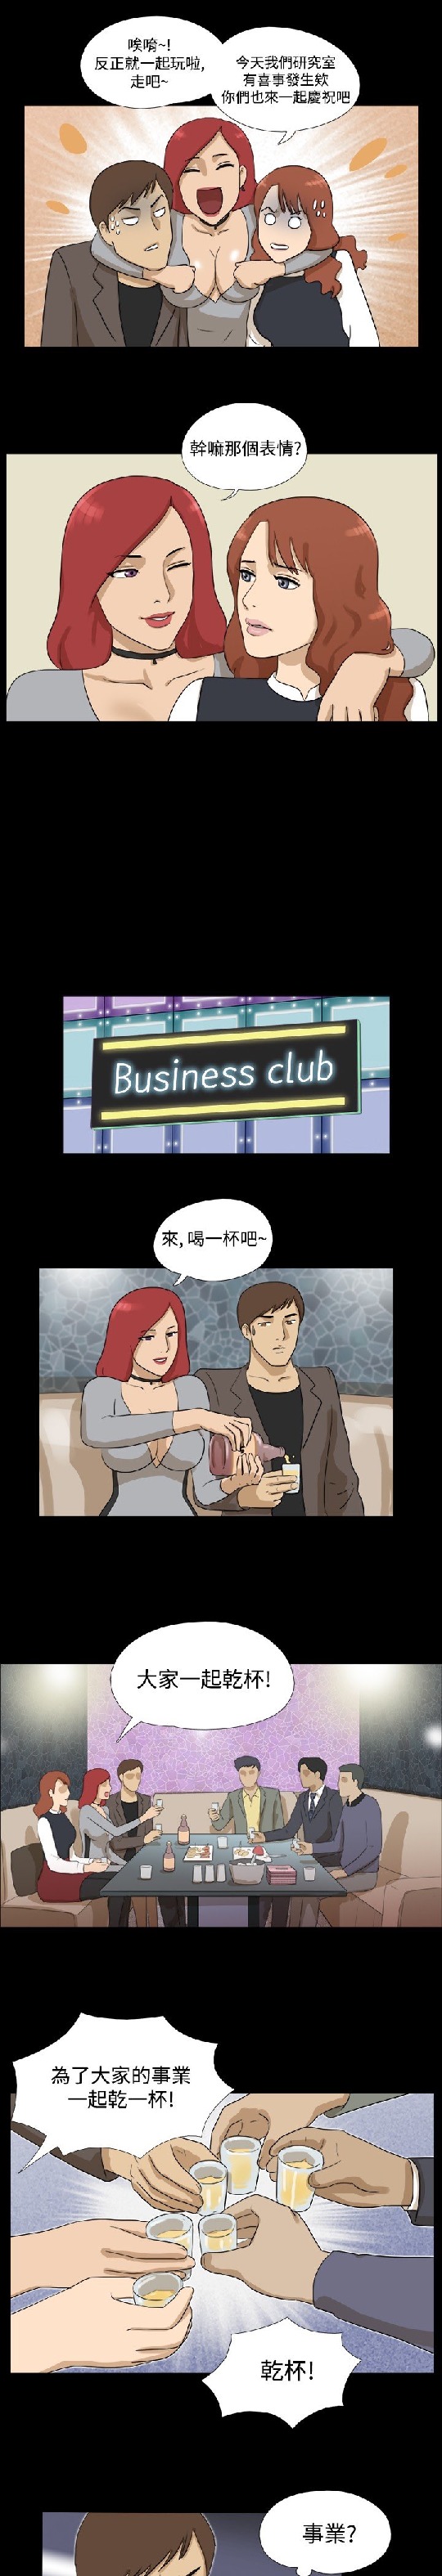 唉唷~!
反正就一起玩啦,
走吧~
今天我們研究室
有喜事發生欸
你們也來一起慶祝吧
幹嘛那個表情?
Business club
來, 喝一杯吧~
大家一起乾杯!
為了大家的事業
一起乾一杯!
乾杯!
事業?